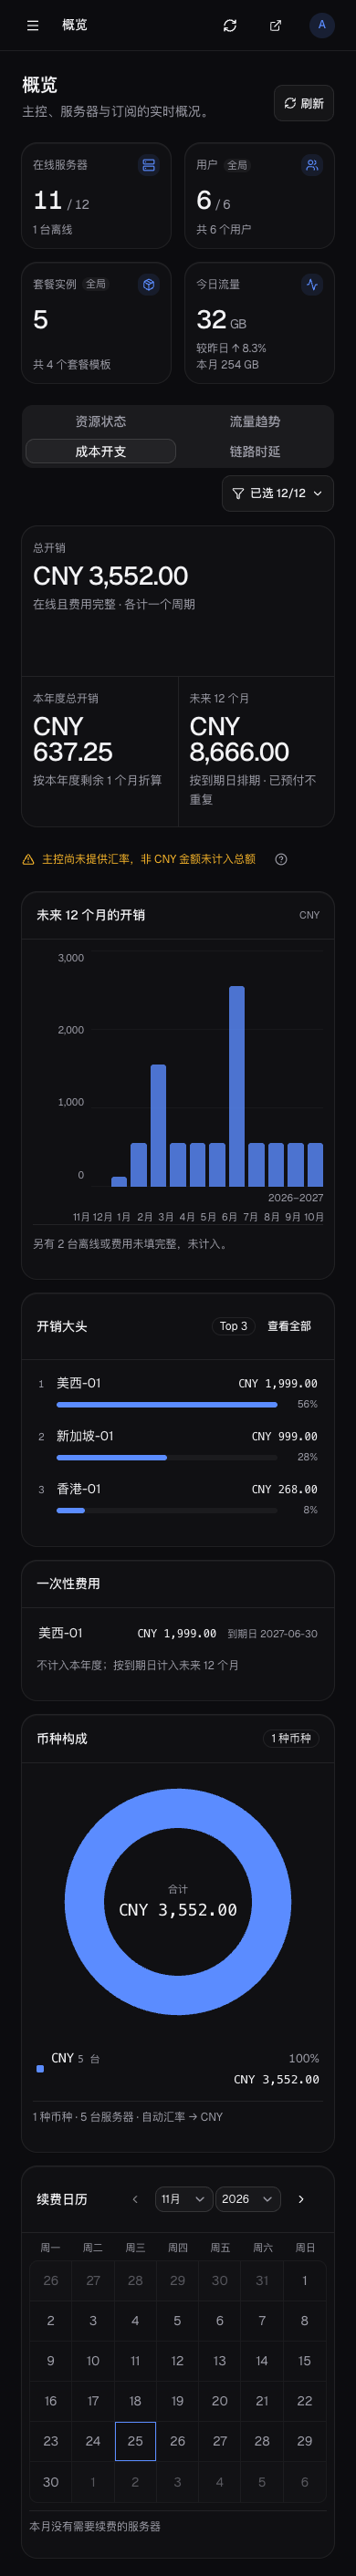 概览
A
概览
主控、服务器与订阅的实时概况。
刷新
在线服务器
11 / 12
1 台离线
用户 全局
6 / 6
共 6 个用户
套餐实例 全局
5
共 4 个套餐模板
今日流量
32 GB
较昨日 ↑ 8.3%
本月 254 GB
资源状态
流量趋势
成本开支
链路时延
已选 12/12
总开销
CNY 3,552.00
在线且费用完整 · 各计一个周期
本年度总开销
CNY
637.25
按本年度剩余 1 个月折算
未来 12 个月
CNY
8,666.00
按到期日排期 · 已预付不
重复
主控尚未提供汇率，非 CNY 金额未计入总额
未来 12 个月的开销
CNY
3,000
2,000
1,000
0
2026–2027
11月 12月 1月 2月 3月 4月 5月 6月 7月 8月 9月 10月
另有 2 台离线或费用未填完整，未计入。
开销大头
Top 3
查看全部
1 美西-01 CNY 1,999.00
56%
2 新加坡-01 CNY 999.00
28%
3 香港-01 CNY 268.00
8%
一次性费用
美西-01 CNY 1,999.00 到期日 2027-06-30
不计入本年度；按到期日计入未来 12 个月
币种构成
1 种币种
合计
CNY 3,552.00
CNY 5 台 100%
CNY 3,552.00
1 种币种 · 5 台服务器 · 自动汇率 → CNY
续费日历
11月
2026
周一 周二 周三 周四 周五 周六 周日
26 27 28 29 30 31 1
2 3 4 5 6 7 8
9 10 11 12 13 14 15
16 17 18 19 20 21 22
23 24 25 26 27 28 29
30 1 2 3 4 5 6
本月没有需要续费的服务器